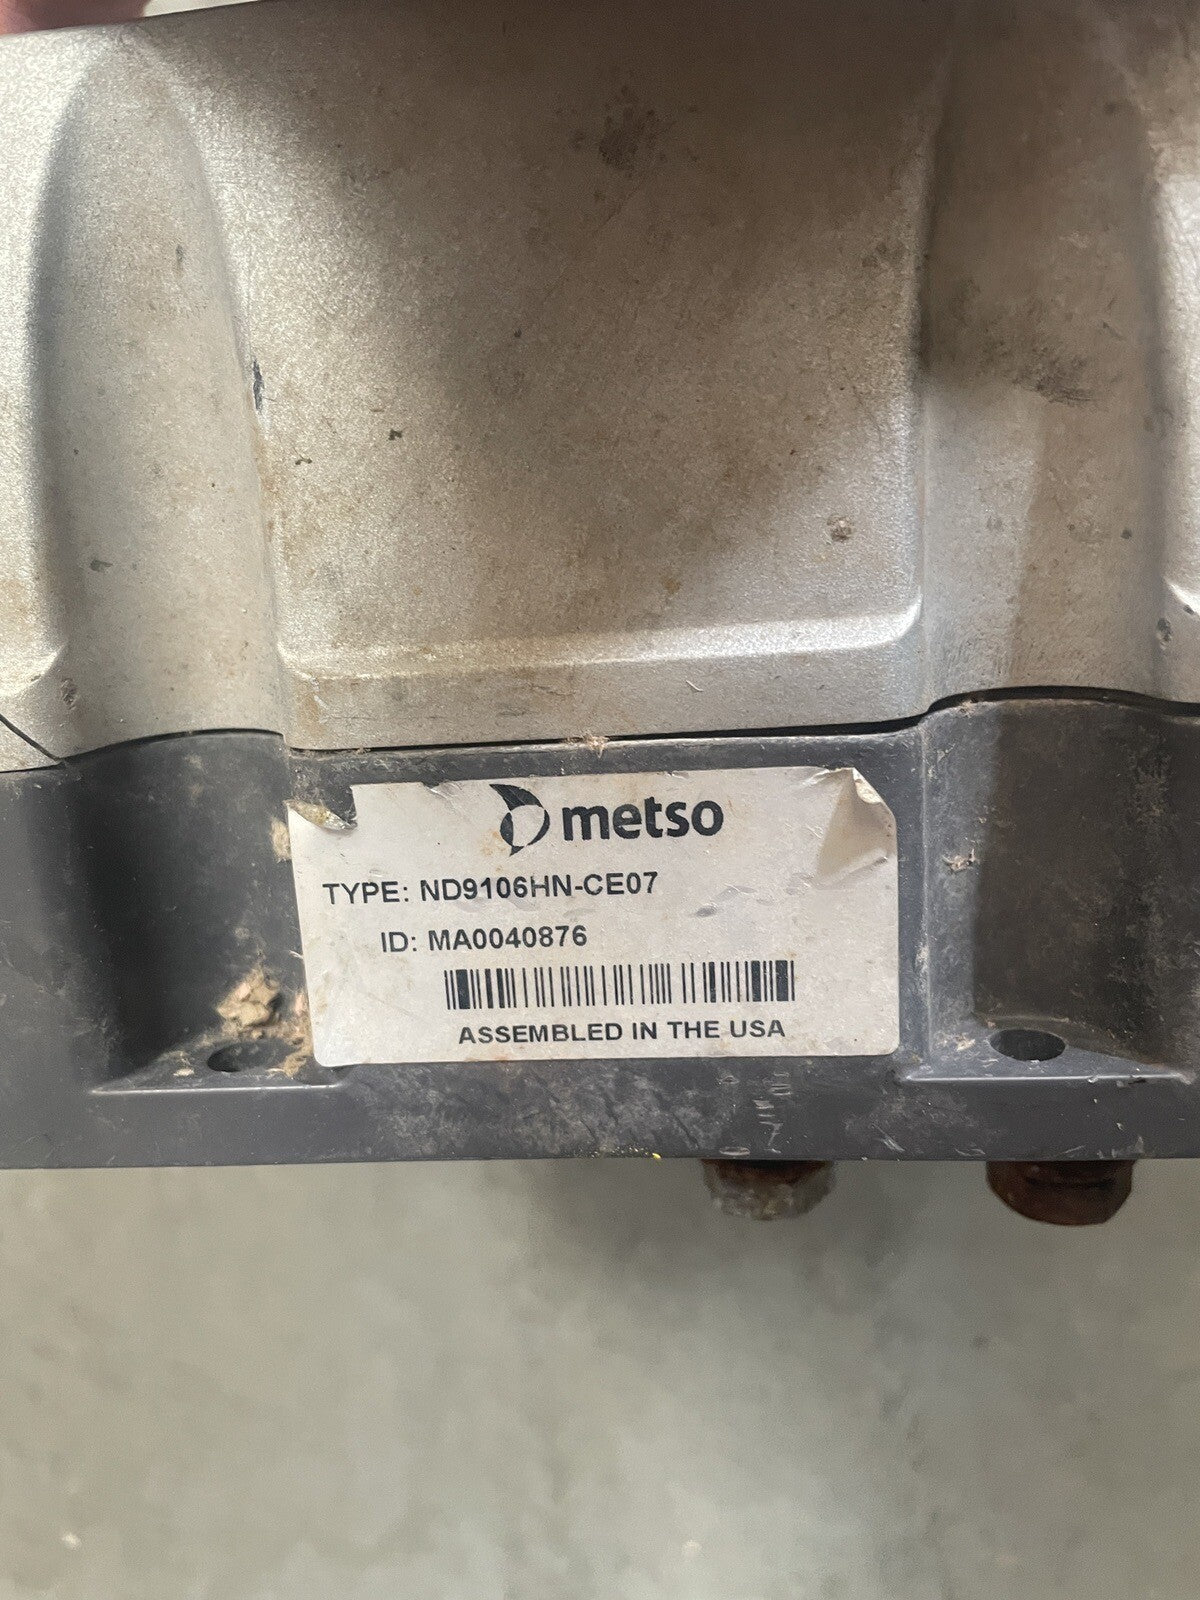 metso
TYPE: ND9106HN-CE07
ID: MA0040876
ASSEMBLED IN THE USA